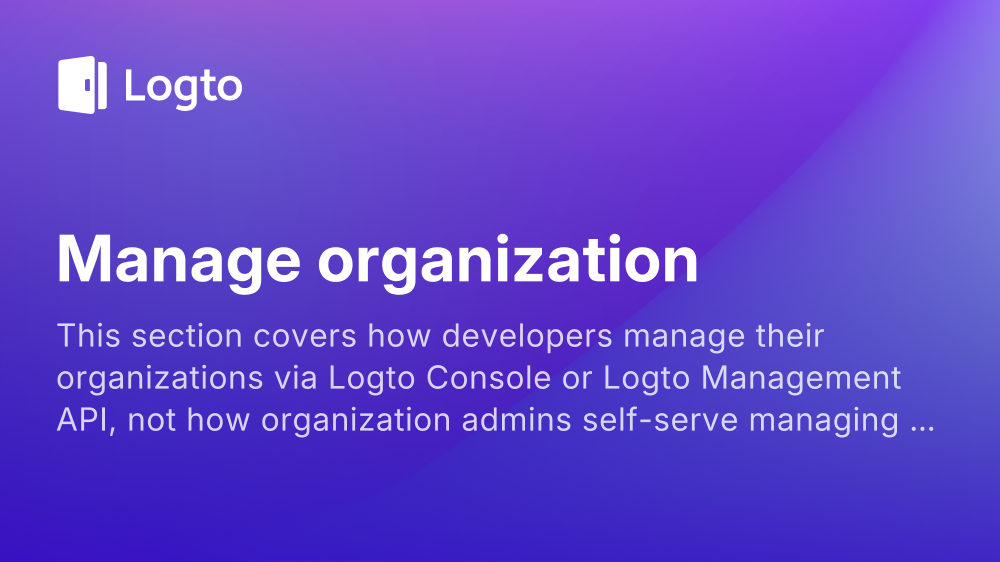 Logto
Manage organization
This section covers how developers manage their
organizations via Logto Console or Logto Management
API, not how organization admins self-serve managing ...